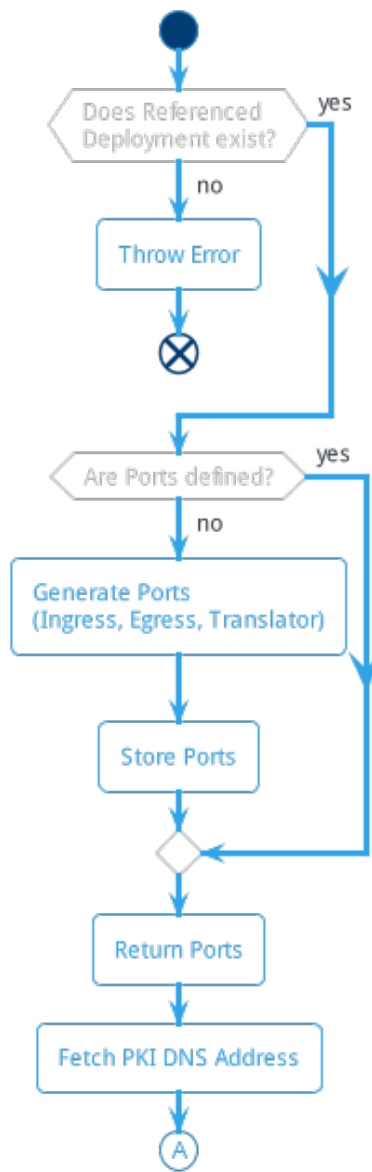 Does Referenced
Deployment exist?
yes
no
Throw Error
Are Ports defined?
yes
no
Generate Ports
(Ingress, Egress, Translator)
Store Ports
Return Ports
Fetch PKI DNS Address
A